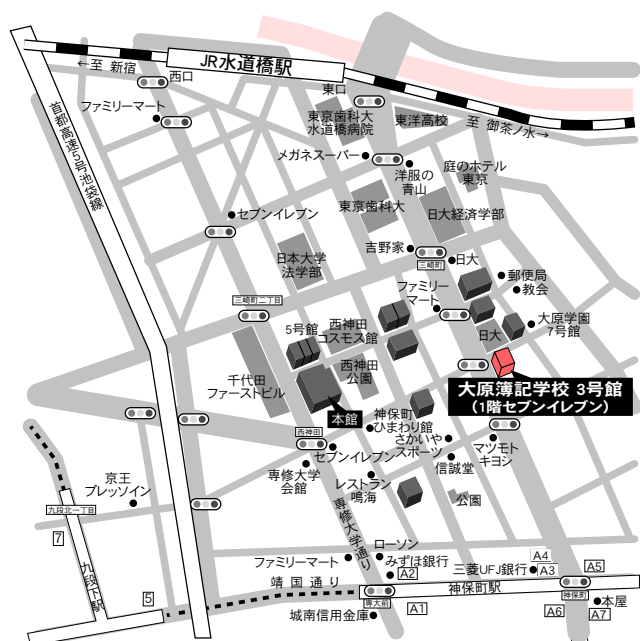 JR水道橋駅
←至 新宿
西口
東口
ファミリーマート
首都高速5号池袋線
東京歯科大
水道橋病院
東洋高校
至 御茶ノ水→
メガネスーパー
洋服の
青山
庭のホテル
東京
東京歯科大
日大経済学部
セブンイレブン
日本大学
法学部
吉野家
三崎町
日大
ファミリー
マート
郵便局
教会
三崎町二丁目
5号館
西神田
コスモス館
日大
大原学園
7号館
千代田
ファーストビル
西神田
公園
大原簿記学校 3号館
(1階セブンイレブン)
本館
神保町
ひまわり館
さかいや
スポーツ
マツモト
キヨシ
西神田
セブンイレブン
専修大学
会館
信誠堂
レストラン
鳴海
公園
京王
プレッソイン
専修大学通り
九段北一丁目
7
九段下駅
5
ファミリーマート
ローソン
みずほ銀行
A2
三菱UFJ銀行
A4
A3
A5
靖国通り
専大前
神保町駅
神保町
城南信用金庫
A1
A6
本屋
A7